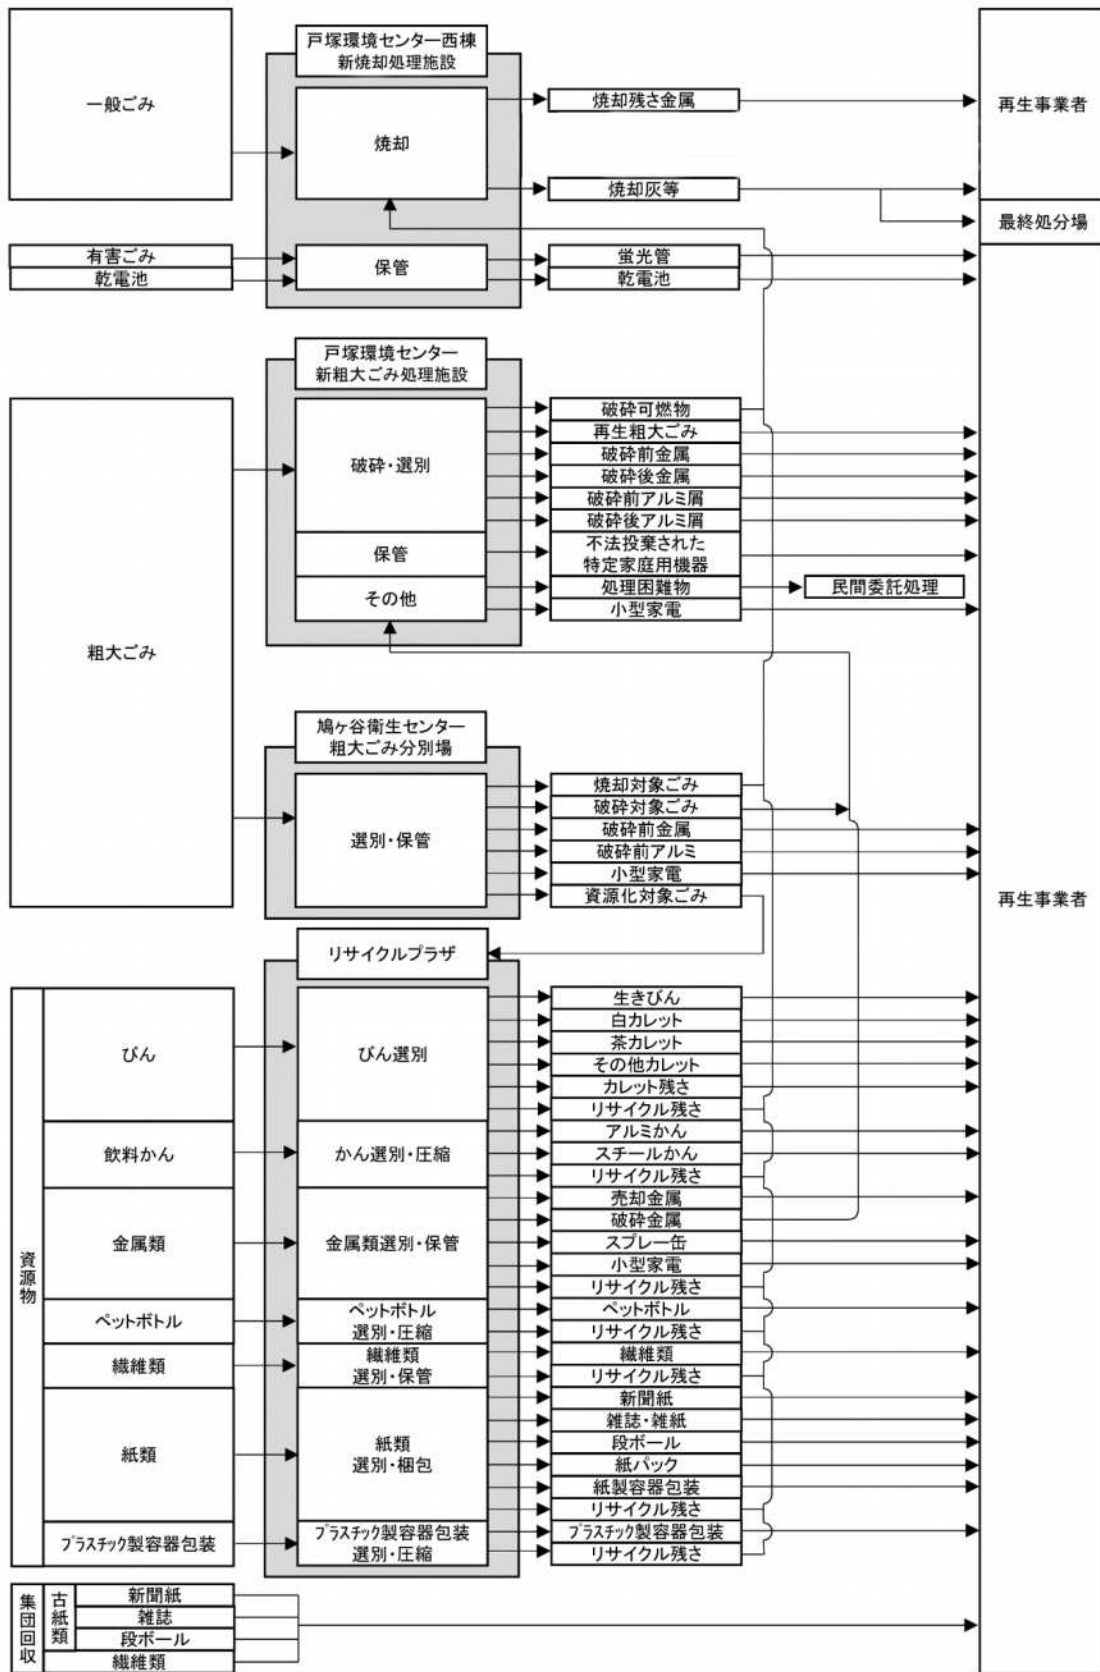 戸塚環境センター西棟
新焼却処理施設
一般ごみ
焼却
焼却残さ金属
再生事業者
焼却灰等
最終処分場
有害ごみ
乾電池
保管
蛍光管
乾電池
戸塚環境センター
新粗大ごみ処理施設
粗大ごみ
破砕・選別
破砕可燃物
再生粗大ごみ
破砕前金属
破砕後金属
破砕前アルミ屑
破砕後アルミ屑
保管
不法投棄された
特定家庭用機器
その他
処理困難物
民間委託処理
小型家電
鳩ヶ谷衛生センター
粗大ごみ分別場
選別・保管
焼却対象ごみ
破砕対象ごみ
破砕前金属
破砕前アルミ
小型家電
資源化対象ごみ
再生事業者
リサイクルプラザ
資源物
びん
びん選別
生きびん
白カレット
茶カレット
その他カレット
カレット残さ
リサイクル残さ
飲料かん
かん選別・圧縮
アルミかん
スチールかん
リサイクル残さ
金属類
金属類選別・保管
売却金属
破砕金属
スプレー缶
小型家電
リサイクル残さ
ペットボトル
ペットボトル
選別・圧縮
ペットボトル
リサイクル残さ
繊維類
繊維類
選別・保管
繊維類
リサイクル残さ
紙類
紙類
選別・梱包
新聞紙
雑誌・雑紙
段ボール
紙パック
紙製容器包装
リサイクル残さ
プラスチック製容器包装
プラスチック製容器包装
選別・圧縮
プラスチック製容器包装
リサイクル残さ
集団回収
古紙類
新聞紙
雑誌
段ボール
繊維類